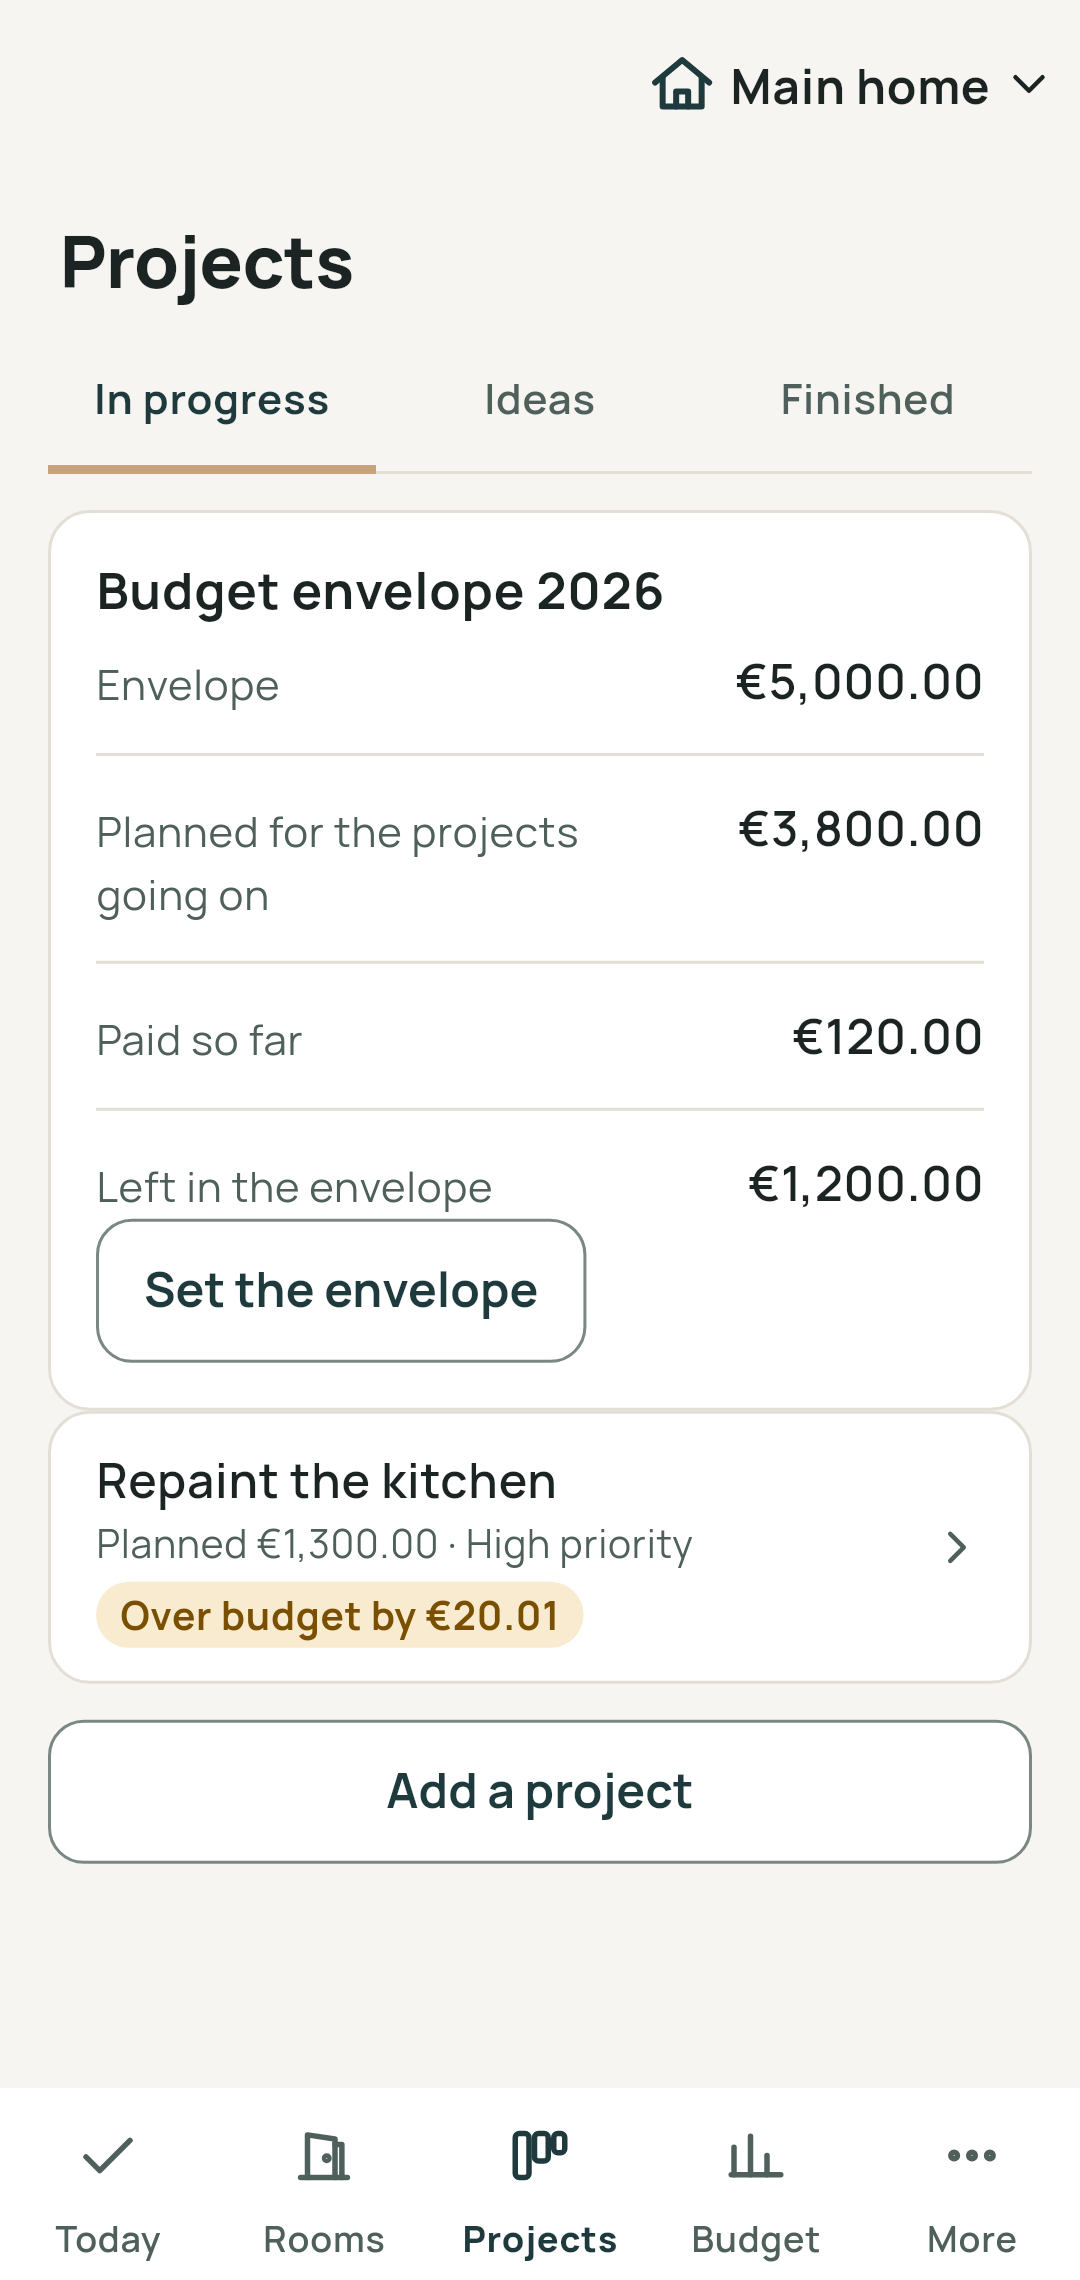 Main home
Projects
In progress
Ideas
Finished
Budget envelope 2026
Envelope €5,000.00
Planned for the projects €3,800.00
going on
Paid so far €120.00
Left in the envelope €1,200.00
Set the envelope
Repaint the kitchen
Planned €1,300.00 · High priority
Over budget by €20.01
Add a project
Today
Rooms
Projects
Budget
More